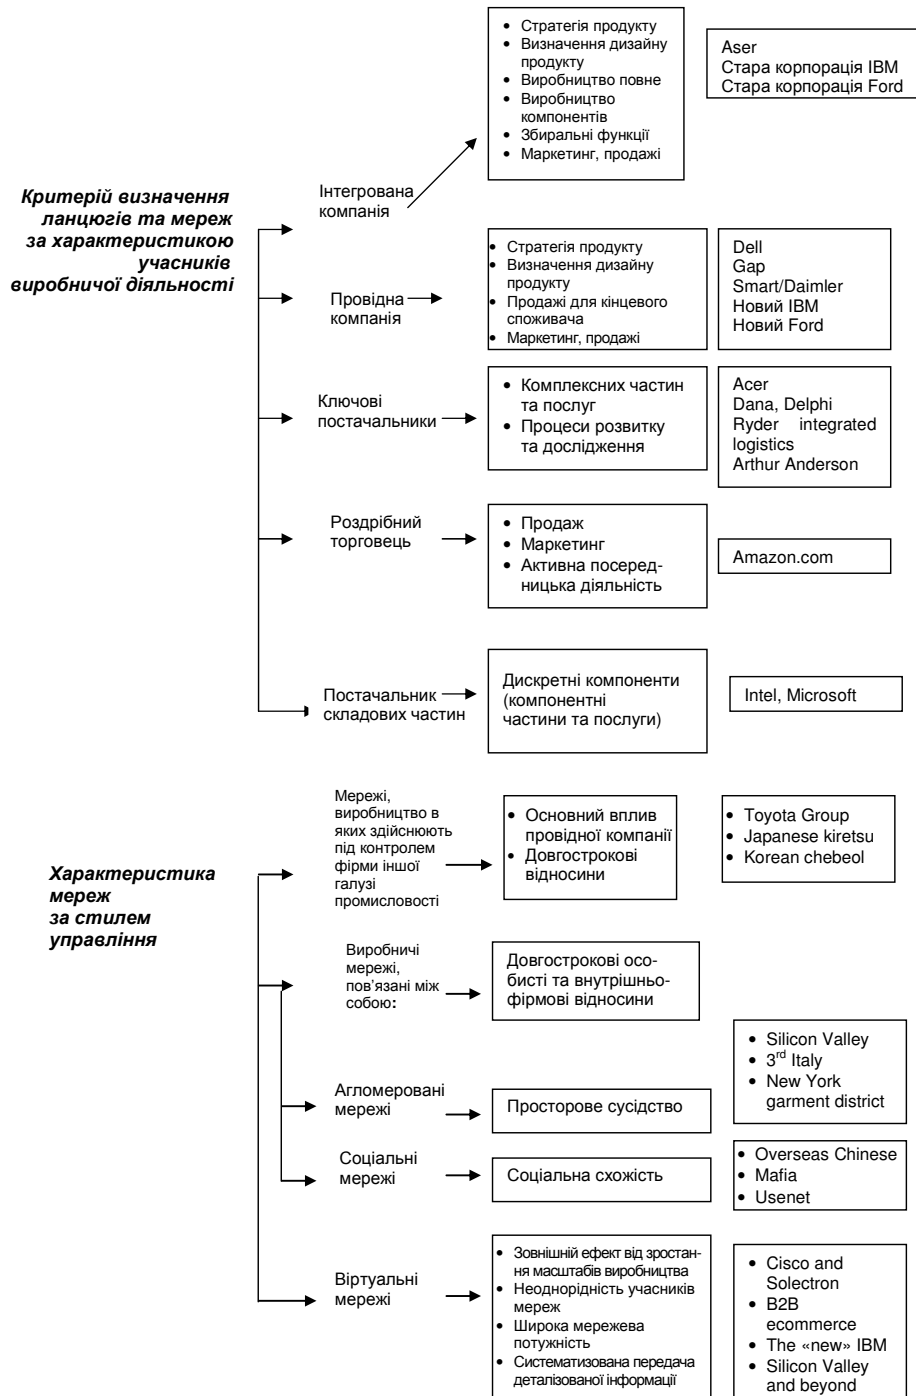 • Стратегія продукту
• Визначення дизайну
продукту
• Виробництво повне
• Виробництво
компонентів
• Збиральні функції
• Маркетинг, продажі
Aser
Стара корпорація IBM
Стара корпорація Ford
Критерій визначення
ланцюгів та мереж
за характеристикою
учасників
виробничої діяльності
Інтегрована
компанія
Провідна
компанія
• Стратегія продукту
• Визначення дизайну
продукту
• Продажі для кінцевого
споживача
• Маркетинг, продажі
Dell
Gap
Smart/Daimler
Новий IBM
Новий Ford
Ключові
постачальники
• Комплексних частин
та послуг
• Процеси розвитку
та дослідження
Acer
Dana, Delphi
Ryder integrated
logistics
Arthur Anderson
Роздрібний
торговець
• Продаж
• Маркетинг
• Активна посеред-
ницька діяльність
Amazon.com
Постачальник
складових частин
Дискретні компоненти
(компонентні
частини та послуги)
Intel, Microsoft
Характеристика
мереж
за стилем
управління
Мережі,
виробництво в
яких здійснюють
під контролем
фірми іншої
галузі
промисловості
• Основний вплив
провідної компанії
• Довгострокові
відносини
• Toyota Group
• Japanese kiretsu
• Korean chebeol
Виробничі
мережі,
пов’язані між
собою:
Довгострокові осо-
бисті та внутрішньо-
фірмові відносини
Агломеровані
мережі
Просторове сусідство
• Silicon Valley
• 3rd Italy
• New York
garment district
Соціальні
мережі
Соціальна схожість
• Overseas Chinese
• Mafia
• Usenet
Віртуальні
мережі
• Зовнішній ефект від зростан-
ня масштабів виробництва
• Неоднорідність учасників
мереж
• Широка мережева
потужність
• Систематизована передача
деталізованої інформації
• Cisco and
Solectron
• B2B
ecommerce
• The «new» IBM
• Silicon Valley
and beyond